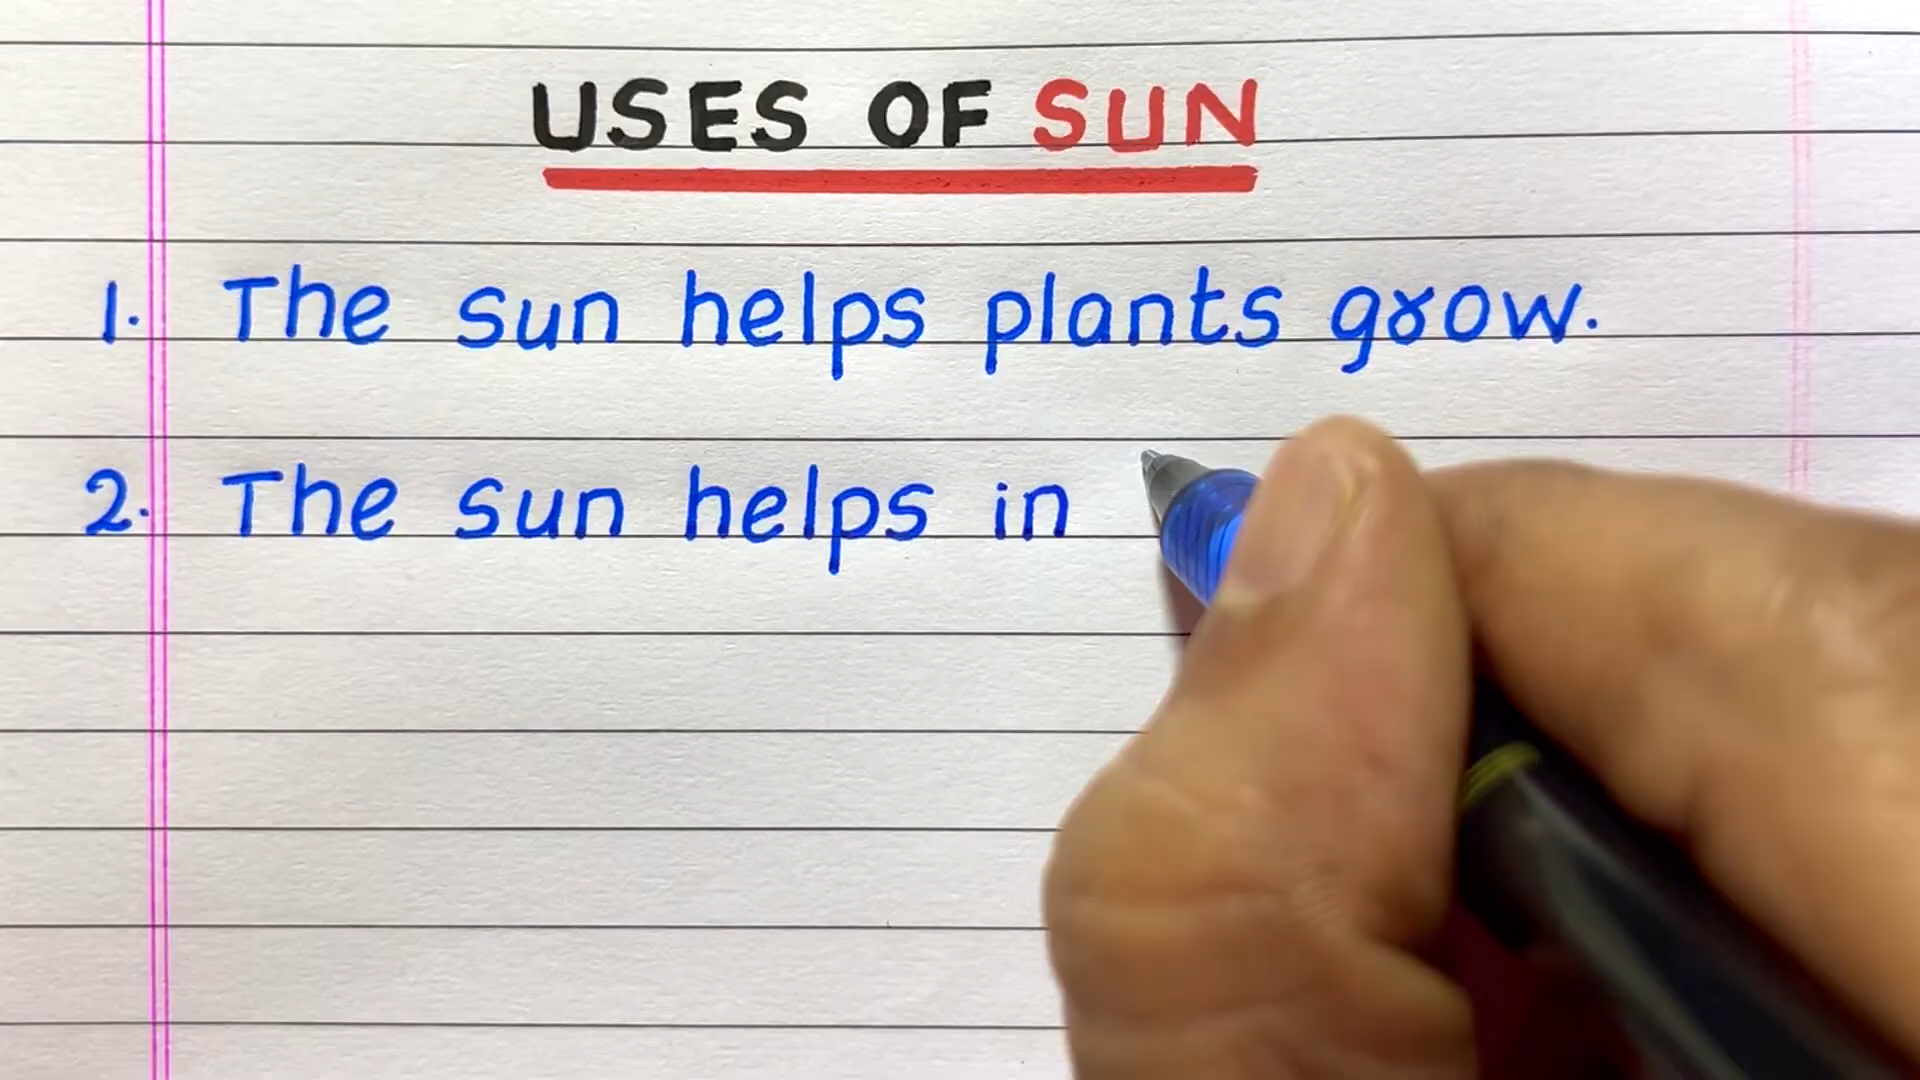 USES OF SUN
1. The sun helps plants grow.
2. The sun helps in